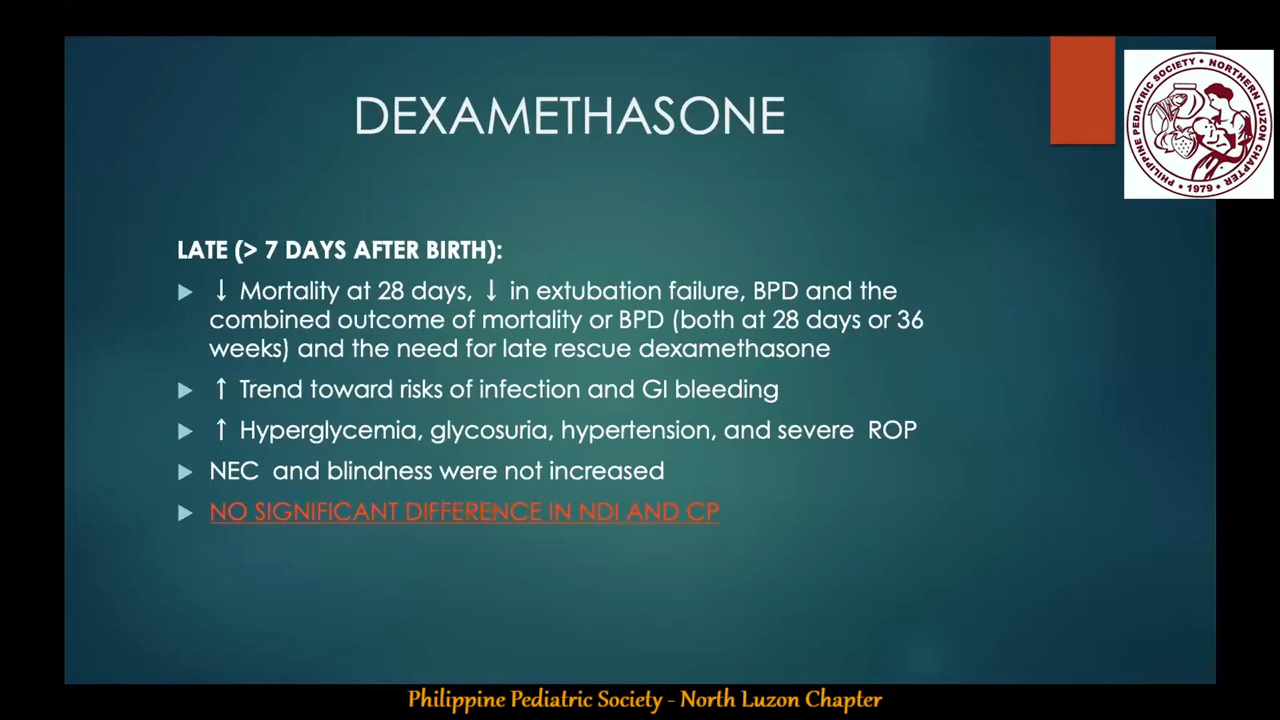 DEXAMETHASONE
PHILIPPINE PEDIATRIC SOCIETY • NORTHERN LUZON CHAPTER
• 1979 •
LATE (> 7 DAYS AFTER BIRTH):
↓ Mortality at 28 days, ↓ in extubation failure, BPD and the
combined outcome of mortality or BPD (both at 28 days or 36
weeks) and the need for late rescue dexamethasone
↑ Trend toward risks of infection and GI bleeding
↑ Hyperglycemia, glycosuria, hypertension, and severe ROP
NEC and blindness were not increased
NO SIGNIFICANT DIFFERENCE IN NDI AND CP
Philippine Pediatric Society - North Luzon Chapter